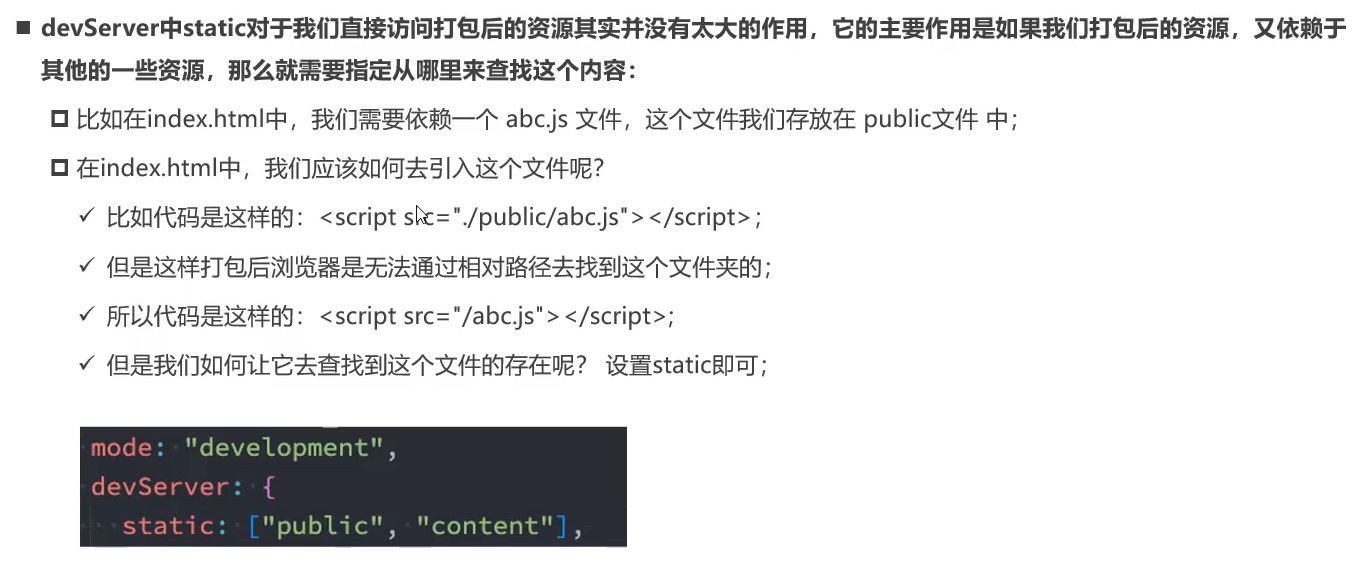 devServer中static对于我们直接访问打包后的资源其实并没有太大的作用，它的主要作用是如果我们打包后的资源，又依赖于
其他的一些资源，那么就需要指定从哪里来查找这个内容：
比如在index.html中，我们需要依赖一个 abc.js 文件，这个文件我们存放在 public文件 中；
在index.html中，我们应该如何去引入这个文件呢？
✓ 比如代码是这样的：<script src="./public/abc.js"></script>；
✓ 但是这样打包后浏览器是无法通过相对路径去找到这个文件夹的；
✓ 所以代码是这样的：<script src="/abc.js"></script>;
✓ 但是我们如何让它去查找到这个文件的存在呢？ 设置static即可；
mode: "development",
devServer: {
static: ["public", "content"],